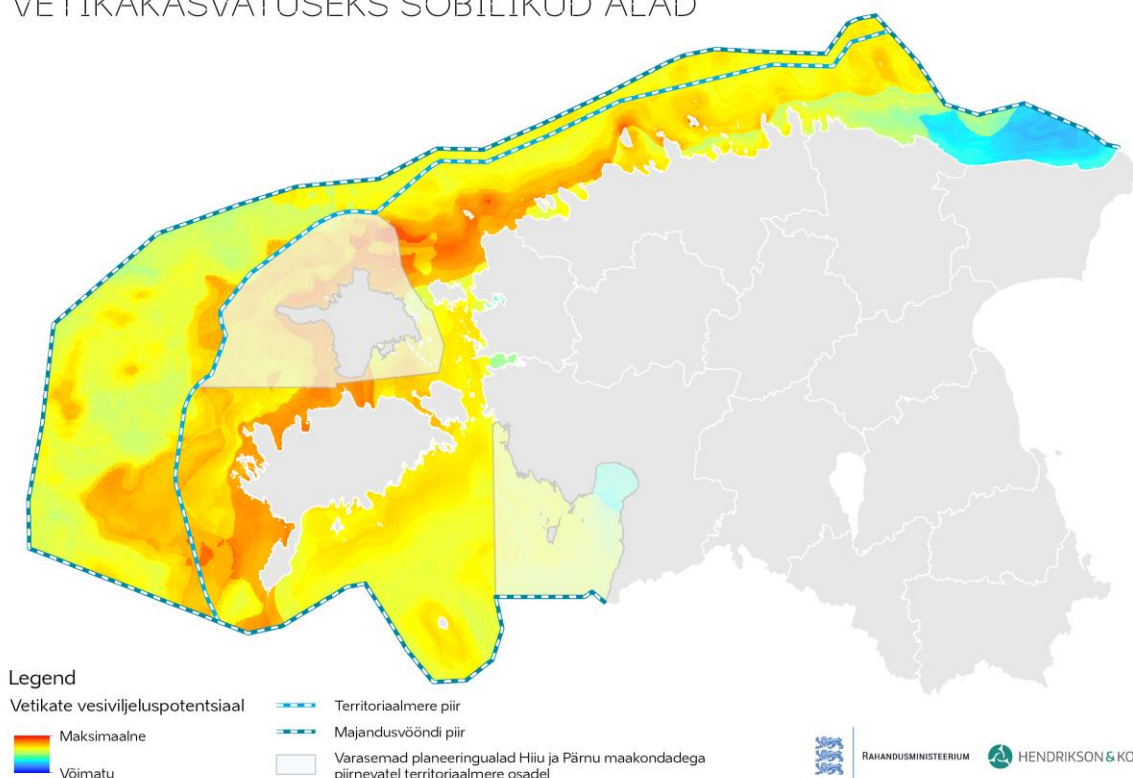 VETIKAKASVATUSEKS SOBILIKUD ALAD
Legend
Vetikate vesiviljeluspotentsiaal
Maksimaalne
Võimatu
Territoriaalmere piir
Majandusvööndi piir
Varasemad planeeringualad Hiiu ja Pärnu maakondadega
piirnevatel territoriaalmere osadel
RAHANDUSMINISTEERIUM
HENDRIKSON & KO